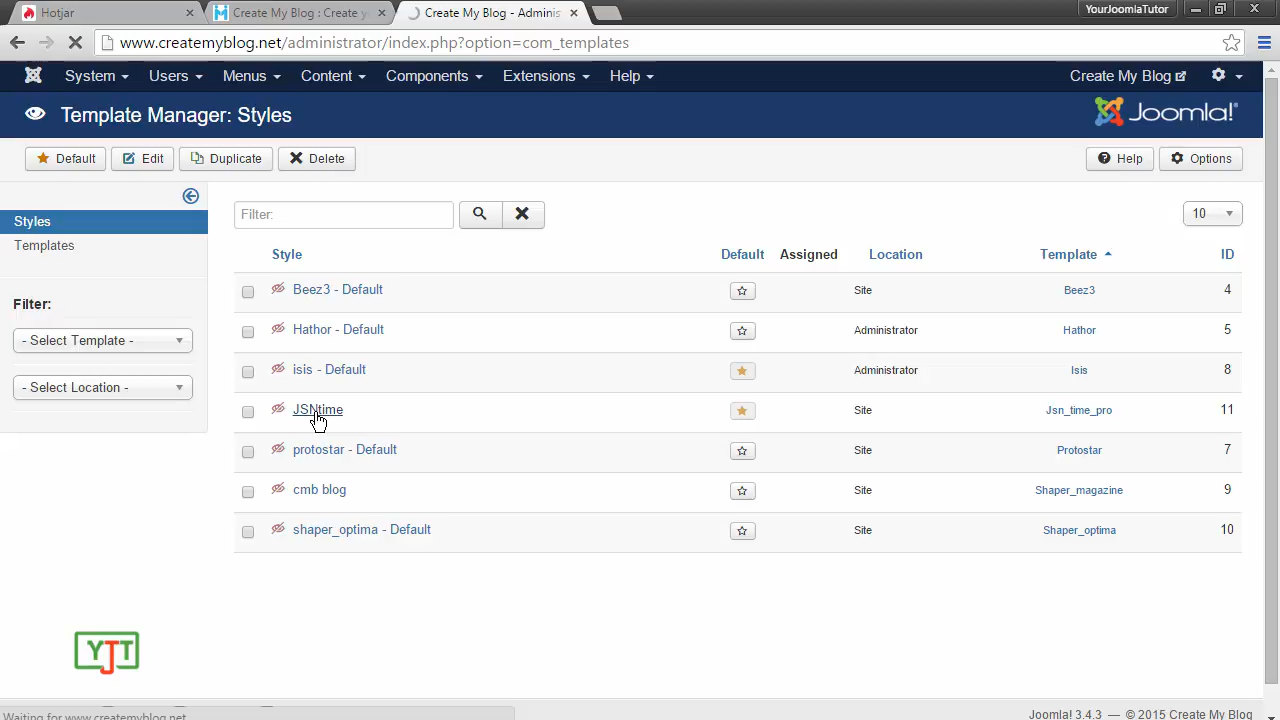 Hotjar
Create My Blog : Create y
Create My Blog - Adminis
YourJoomlaTutor
www.createmyblog.net/administrator/index.php?option=com_templates
System Users Menus Content Components Extensions Help Create My Blog
Template Manager: Styles
Joomla!
Default Edit Duplicate Delete Help Options
Styles
Templates
Filter:
- Select Template -
- Select Location -
Filter:
10
Style Default Assigned Location Template ID
Beez3 - Default Site Beez3 4
Hathor - Default Administrator Hathor 5
isis - Default Administrator Isis 8
JSNtime Site Jsn_time_pro 11
protostar - Default Site Protostar 7
cmb blog Site Shaper_magazine 9
shaper_optima - Default Site Shaper_optima 10
YJT
Waiting for www.createmyblog.net
Joomla! 3.4.3 — © 2015 Create My Blog